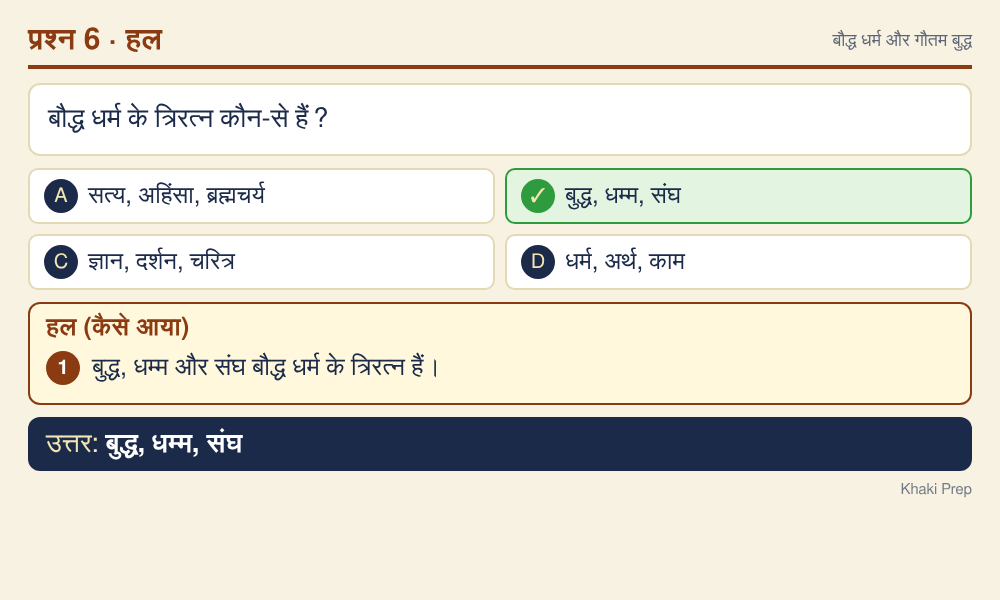 प्रश्न 6 · हल
बौद्ध धर्म और गौतम बुद्ध
बौद्ध धर्म के त्रिरत्न कौन-से हैं ?
A सत्य, अहिंसा, ब्रह्मचर्य
✓ बुद्ध, धम्म, संघ
C ज्ञान, दर्शन, चरित्र
D धर्म, अर्थ, काम
हल (कैसे आया)
1 बुद्ध, धम्म और संघ बौद्ध धर्म के त्रिरत्न हैं ।
उत्तर: बुद्ध, धम्म, संघ
Khaki Prep